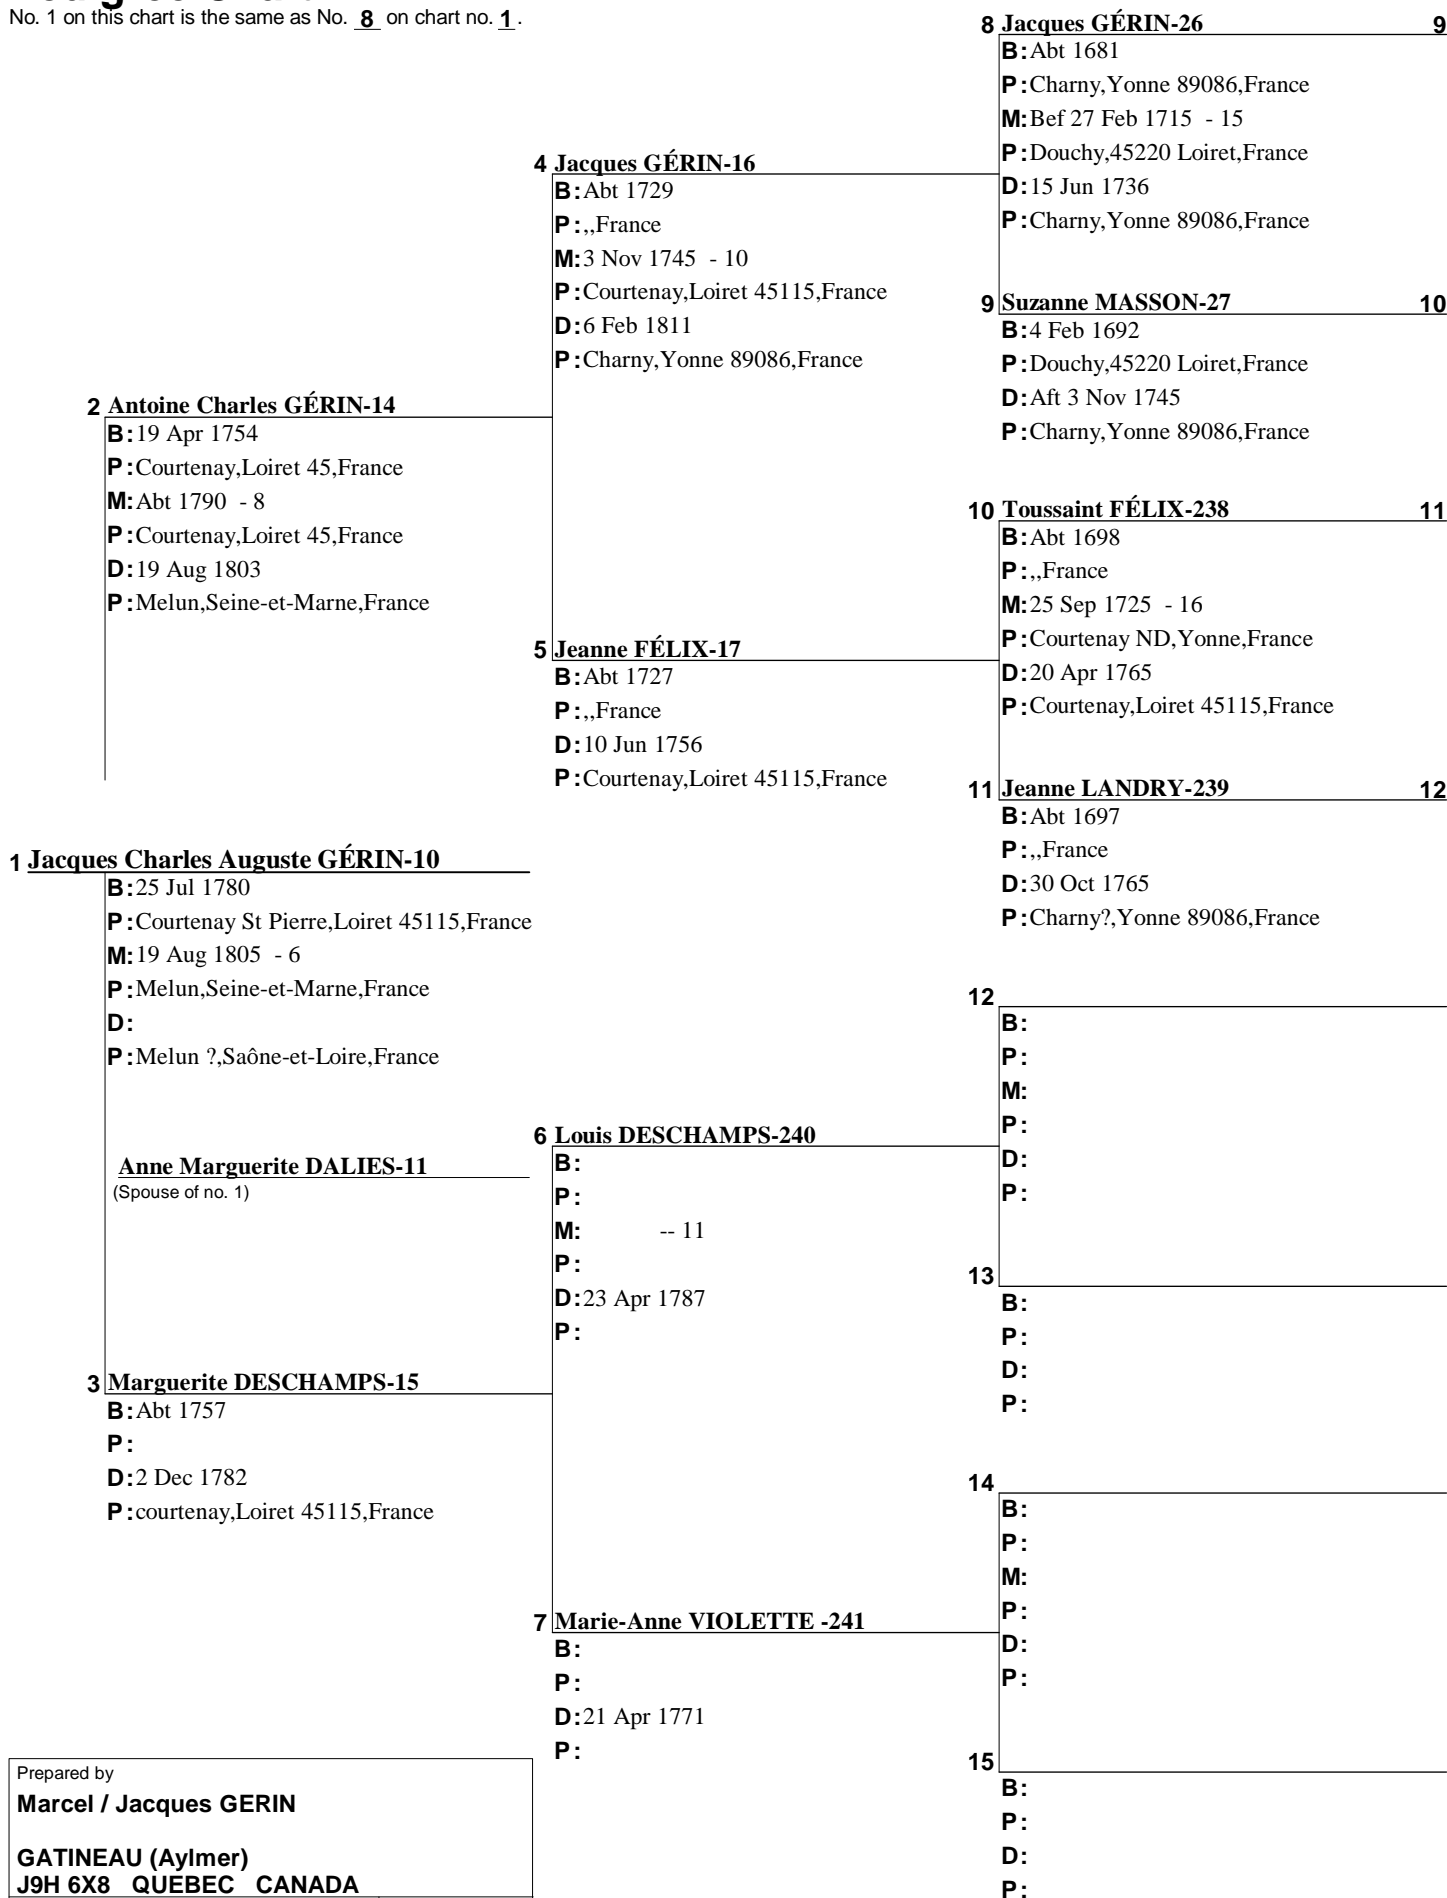 No. 1 on this chart is the same as No. 8 on chart no. 1.
8 Jacques GÉRIN-26 9
B: Abt 1681
P: Charny,Yonne 89086,France
M: Bef 27 Feb 1715 - 15
P: Douchy,45220 Loiret,France
D: 15 Jun 1736
P: Charny,Yonne 89086,France
4 Jacques GÉRIN-16
B: Abt 1729
P: ,,France
M: 3 Nov 1745 - 10
P: Courtenay,Loiret 45115,France
D: 6 Feb 1811
P: Charny,Yonne 89086,France
9 Suzanne MASSON-27 10
B: 4 Feb 1692
P: Douchy,45220 Loiret,France
D: Aft 3 Nov 1745
P: Charny,Yonne 89086,France
2 Antoine Charles GÉRIN-14
B: 19 Apr 1754
P: Courtenay,Loiret 45,France
M: Abt 1790 - 8
P: Courtenay,Loiret 45,France
D: 19 Aug 1803
P: Melun,Seine-et-Marne,France
10 Toussaint FÉLIX-238 11
B: Abt 1698
P: ,,France
M: 25 Sep 1725 - 16
P: Courtenay ND,Yonne,France
D: 20 Apr 1765
P: Courtenay,Loiret 45115,France
5 Jeanne FÉLIX-17
B: Abt 1727
P: ,,France
D: 10 Jun 1756
P: Courtenay,Loiret 45115,France
11 Jeanne LANDRY-239 12
B: Abt 1697
P: ,,France
D: 30 Oct 1765
P: Charny?,Yonne 89086,France
1 Jacques Charles Auguste GÉRIN-10
B: 25 Jul 1780
P: Courtenay St Pierre,Loiret 45115,France
M: 19 Aug 1805 - 6
P: Melun,Seine-et-Marne,France
D:
P: Melun ?,Saône-et-Loire,France
Anne Marguerite DALIES-11
(Spouse of no. 1)
12
B:
P:
M:
P:
D:
P:
6 Louis DESCHAMPS-240
B:
P:
M: -- 11
P:
D: 23 Apr 1787
P:
13
B:
P:
D:
P:
3 Marguerite DESCHAMPS-15
B: Abt 1757
P:
D: 2 Dec 1782
P: courtenay,Loiret 45115,France
14
B:
P:
M:
P:
D:
P:
7 Marie-Anne VIOLETTE -241
B:
P:
D: 21 Apr 1771
P:
15
B:
P:
D:
P:
Prepared by
Marcel / Jacques GERIN
GATINEAU (Aylmer)
J9H 6X8 QUEBEC CANADA